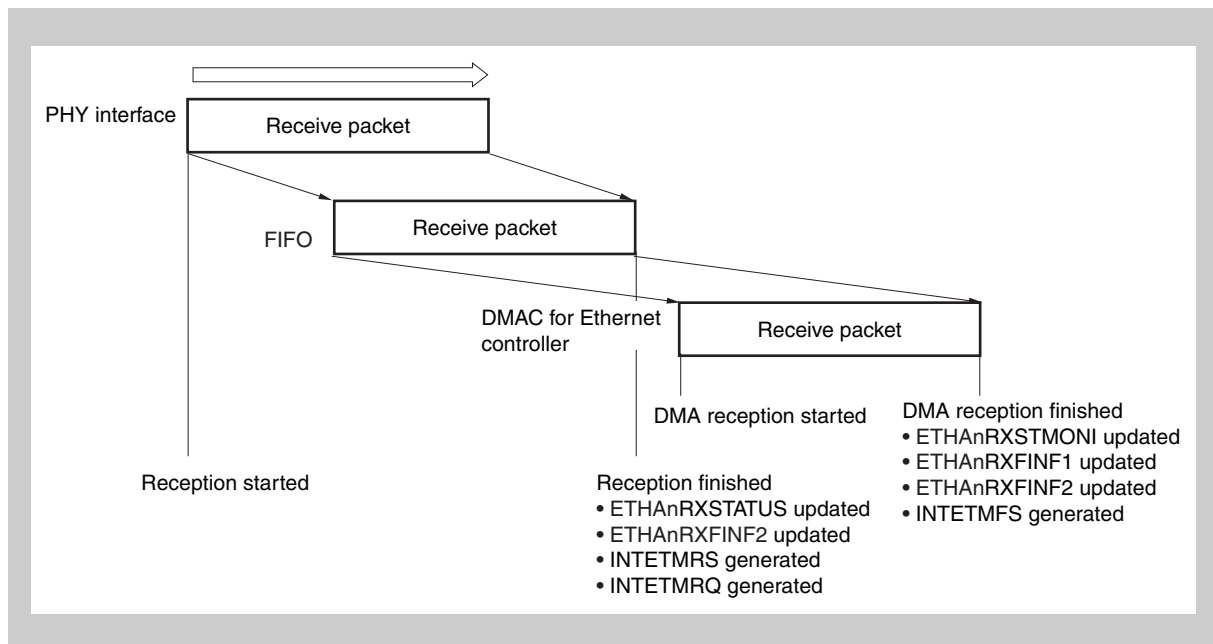 PHY interface
Receive packet
Receive packet
FIFO
DMAC for Ethernet
controller
Receive packet
DMA reception started
DMA reception finished
• ETHAnRXSTMONI updated
• ETHAnRXFINF1 updated
• ETHAnRXFINF2 updated
• INTETMFS generated
Reception started
Reception finished
• ETHAnRXSTATUS updated
• ETHAnRXFINF2 updated
• INTETMRS generated
• INTETMRQ generated